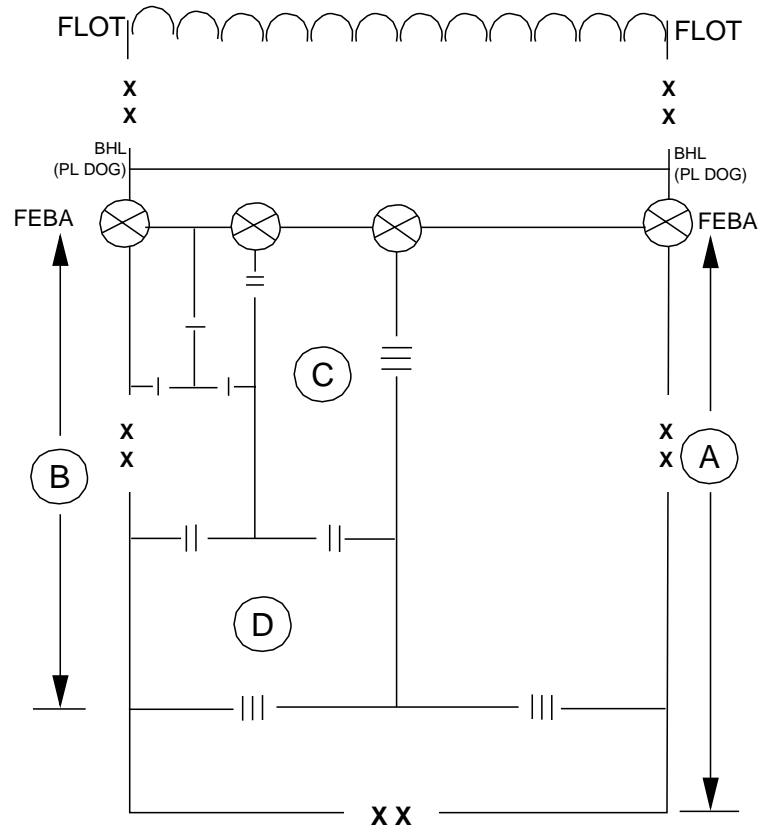 FLOT FLOT
X X
X X
BHL BHL
(PL DOG) (PL DOG)
FEBA FEBA
C
X X
X X
B A
D
X X